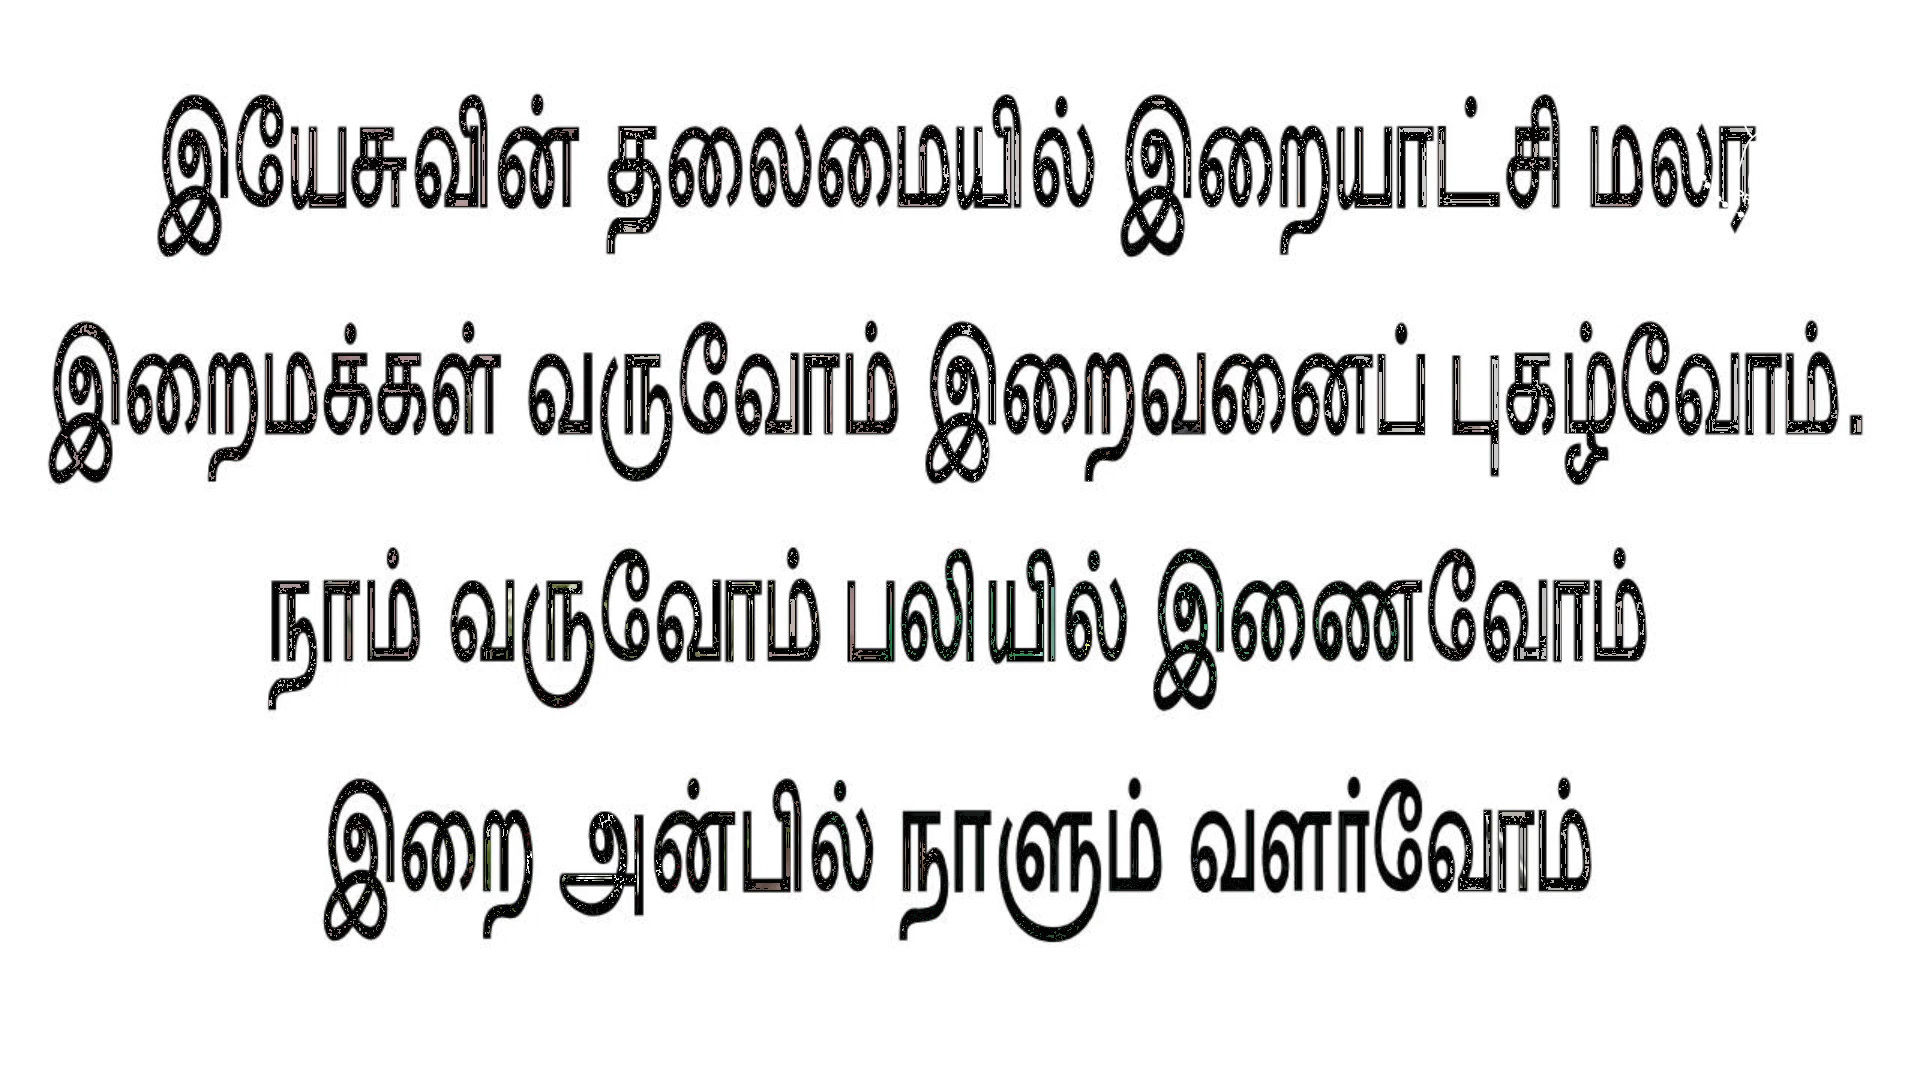 இயேசுவின் தலைமையில் இறையாட்சி மலர
இறைமக்கள் வருவோம் இறைவனைப் புகழ்வோம்.
நாம் வருவோம் பலியில் இணைவோம்
இறை அன்பில் நாளும் வளர்வோம்